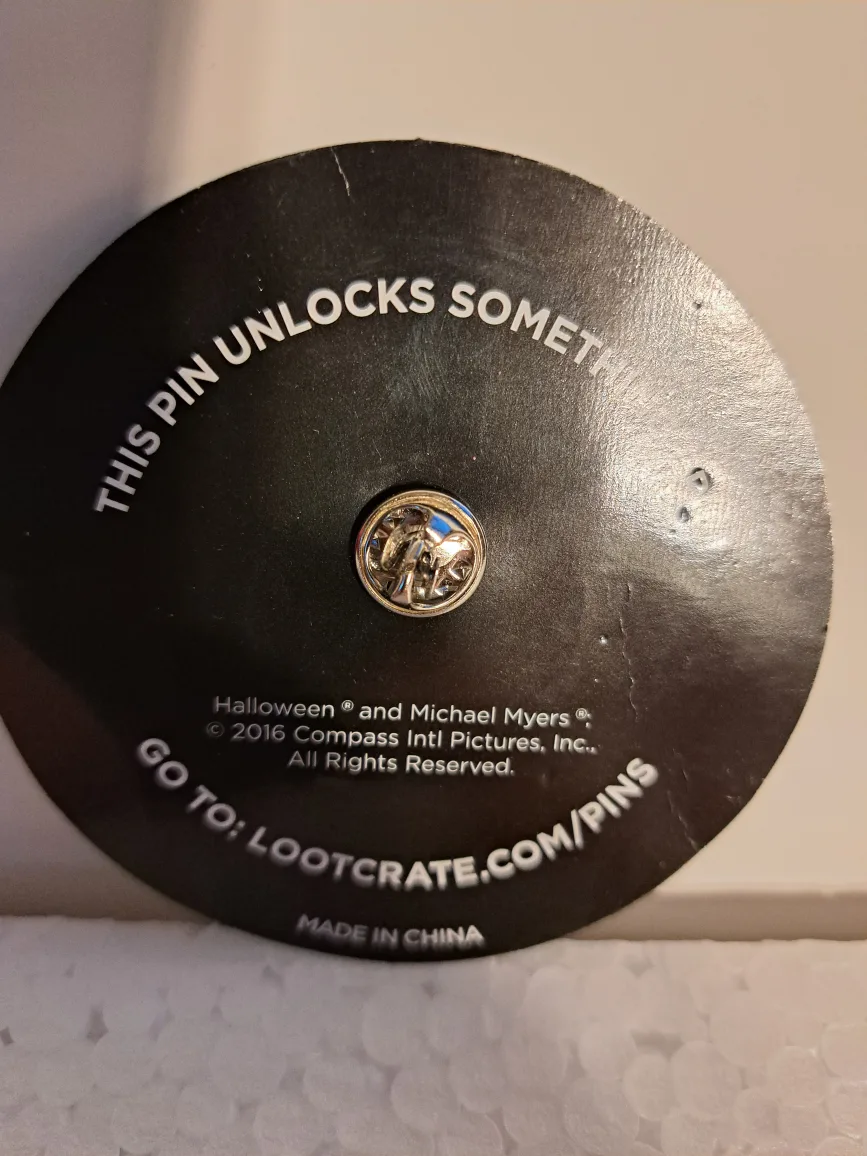 THIS PIN UNLOCKS
Halloween ® and Michael Myers ®;
© 2016 Compass Intl Pictures, Inc.,
All Rights Reserved.
GO TO: LOOTCRATE.COM/PINS
MADE IN CHINA